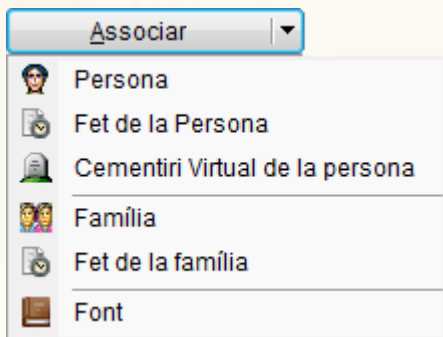 Associar
Persona
Fet de la Persona
Cementiri Virtual de la persona
Família
Fet de la família
Font